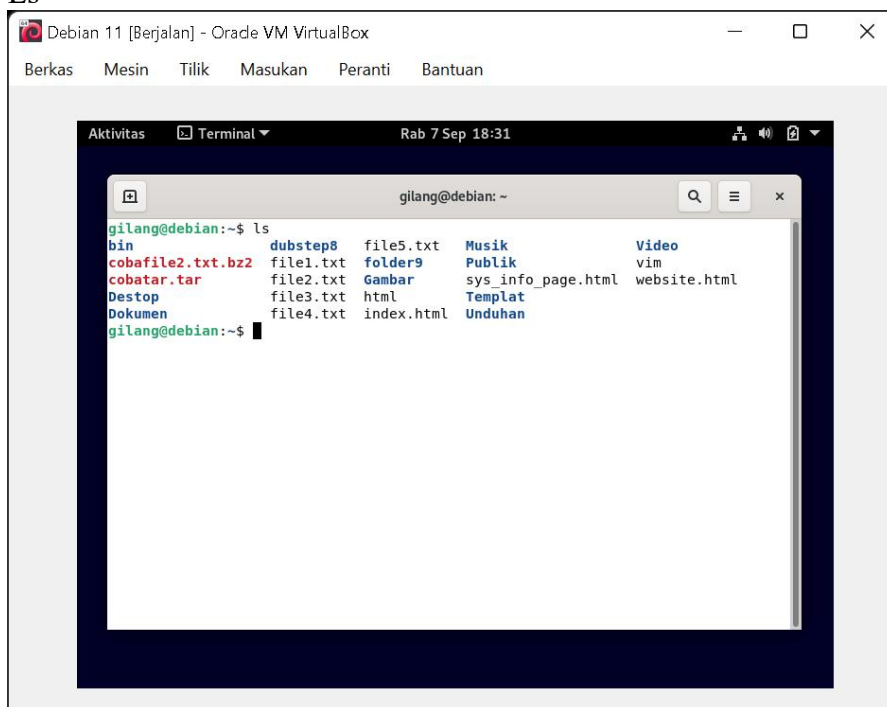 Ls
Debian 11 [Berjalan] - Oracle VM VirtualBox
Berkas Mesin Tilik Masukan Peranti Bantuan
Aktivitas Terminal Rab 7 Sep 18:31
gilang@debian: ~
gilang@debian:~$ ls
bin dubstep8 file5.txt Musik Video
cobafile2.txt.bz2 file1.txt folder9 Publik vim
cobatar.tar file2.txt Gambar sys_info_page.html website.html
Destop file3.txt html Templat
Dokumen file4.txt index.html Unduhan
gilang@debian:~$